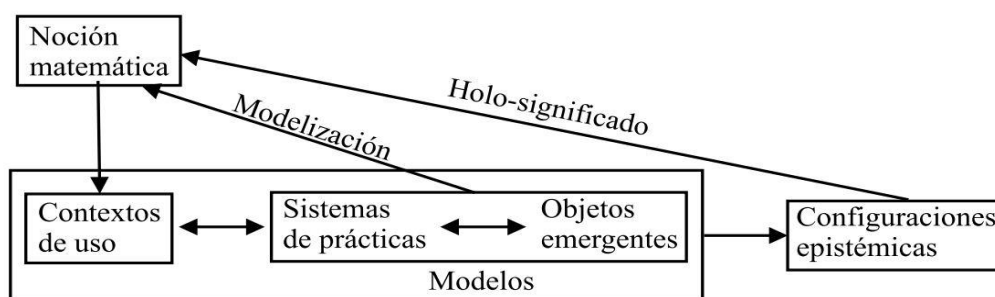 Noción
matemática
Holo-significado
Modelización
Contextos
de uso
Sistemas
de prácticas
Objetos
emergentes
Configuraciones
epistémicas
Modelos